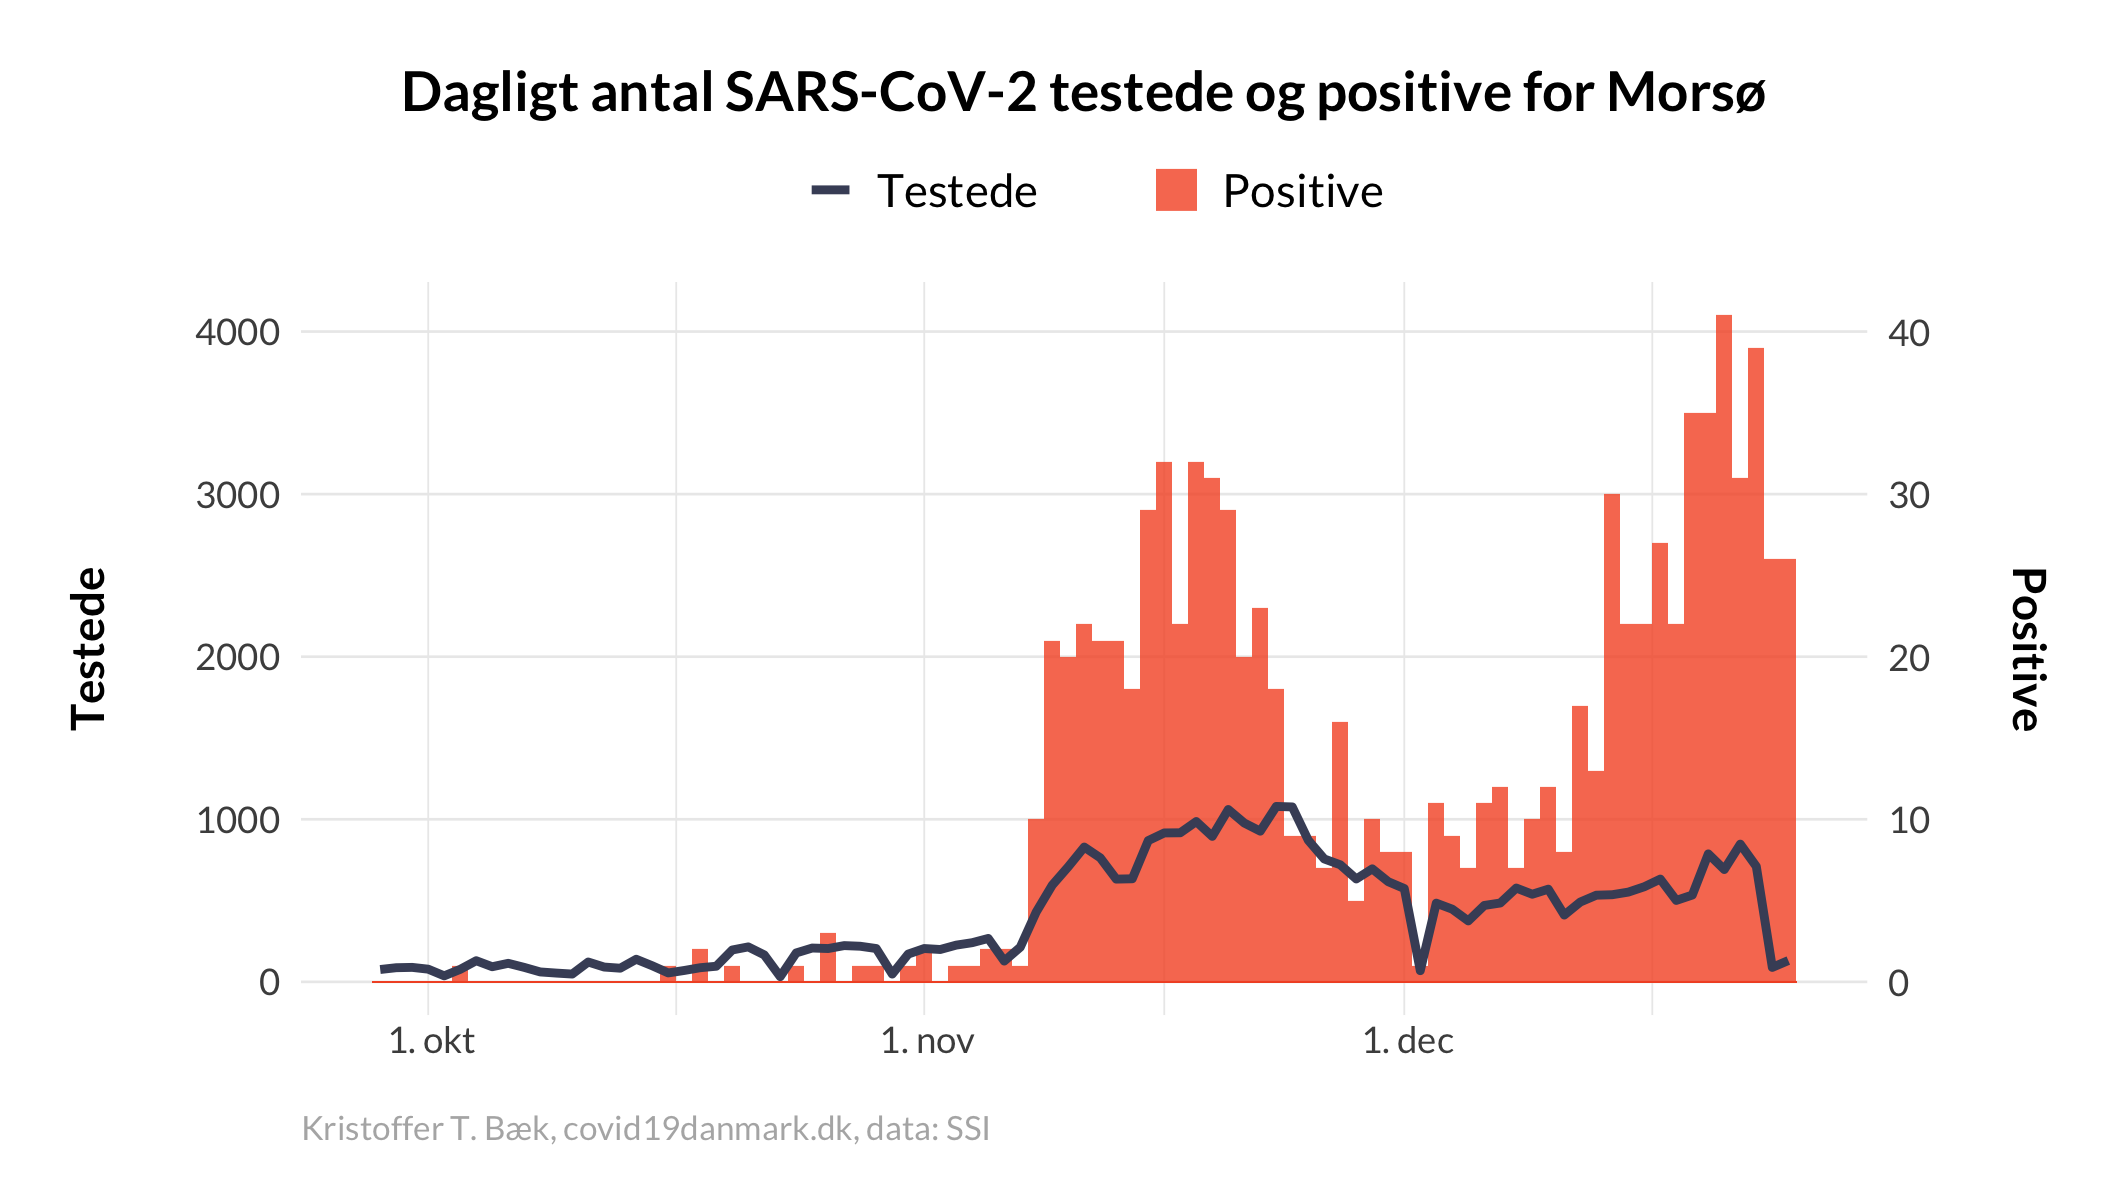 Dagligt antal SARS-CoV-2 testede og positive for Morsø
Testede
Positive
4000
3000
2000
1000
0
Testede
40
30
20
10
0
Positive
1. okt
1. nov
1. dec
Kristoffer T. Bæk, covid19danmark.dk, data: SSI